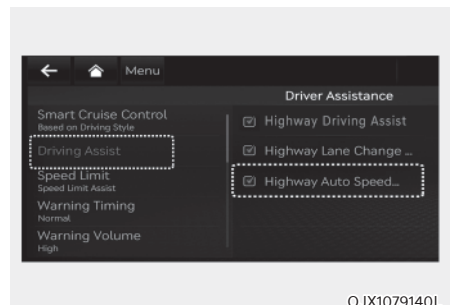 Menu
Driver Assistance
Smart Cruise Control
Based on Driving Style
Driving Assist
Speed Limit
Speed Limit Assist
Warning Timing
Normal
Warning Volume
High
Highway Driving Assist
Highway Lane Change ...
Highway Auto Speed...
OJX1079140L